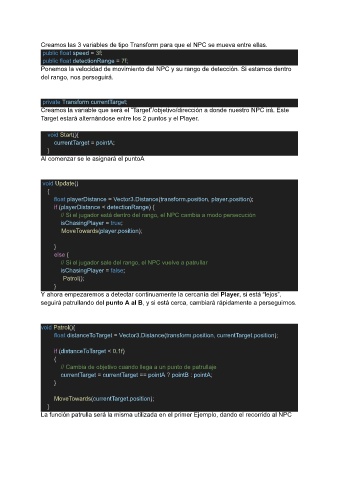 Creamos las 3 variables de tipo Transform para que el NPC se mueva entre ellas.
public float speed = 3f;
public float detectionRange = 7f;
Ponemos la velocidad de movimiento del NPC y su rango de detección. Si estamos dentro
del rango, nos perseguirá.
private Transform currentTarget;
Creamos la variable que será el "Target"/objetivo/dirección a donde nuestro NPC irá. Este
Target estará alternándose entre los 2 puntos y el Player.
void Start(){
currentTarget = pointA;
}
Al comenzar se le asignará el puntoA
void Update()
{
float playerDistance = Vector3.Distance(transform.position, player.position);
if (playerDistance < detectionRange) {
// Si el jugador está dentro del rango, el NPC cambia a modo persecución
isChasingPlayer = true;
MoveTowards(player.position);
}
else {
// Si el jugador sale del rango, el NPC vuelve a patrullar
isChasingPlayer = false;
Patrol();
}
Y ahora empezaremos a detectar continuamente la cercanía del Player, si está "lejos",
seguirá patrullando del punto A al B, y si está cerca, cambiará rápidamente a perseguirnos.
void Patrol(){
float distanceToTarget = Vector3.Distance(transform.position, currentTarget.position);
if (distanceToTarget < 0.1f)
{
// Cambia de objetivo cuando llega a un punto de patrullaje
currentTarget = currentTarget == pointA ? pointB : pointA;
}
MoveTowards(currentTarget.position);
}
La función patrulla será la misma utilizada en el primer Ejemplo, dando el recorrido al NPC